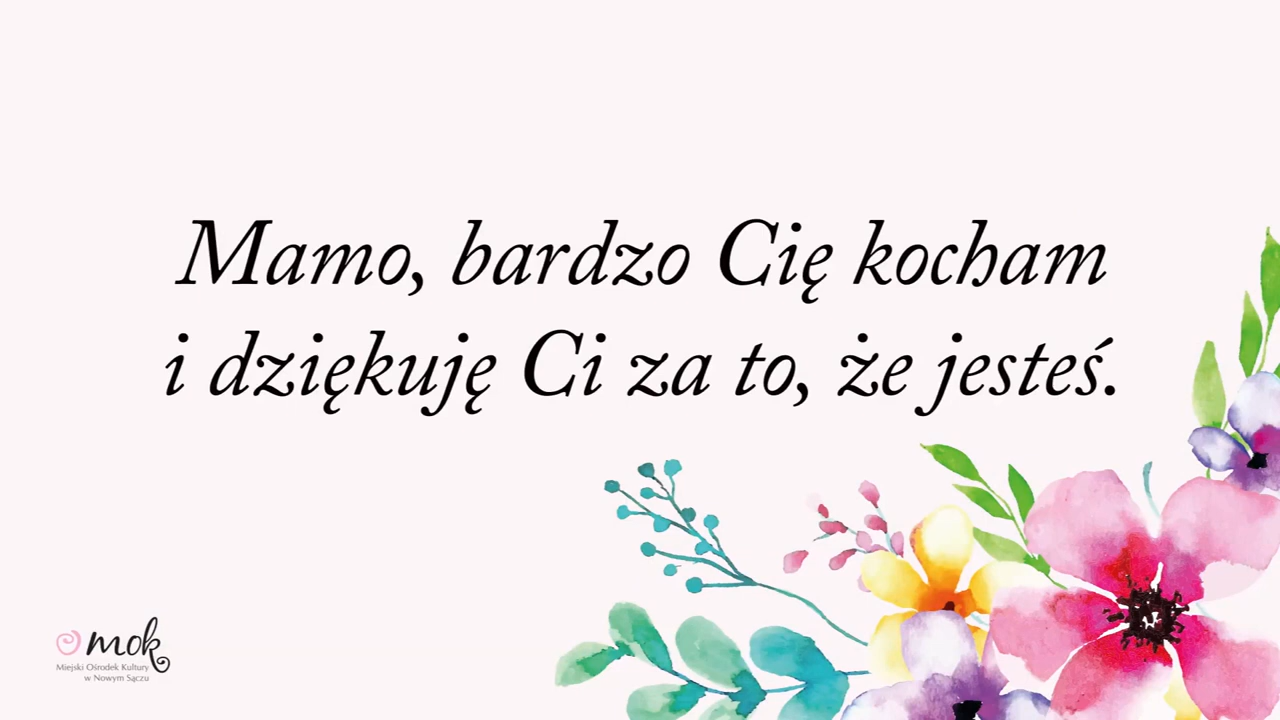 Mamo, bardzo Cię kocham
i dziękuję Ci za to, że jesteś.
mok
Miejski Ośrodek Kultury
w Nowym Sączu